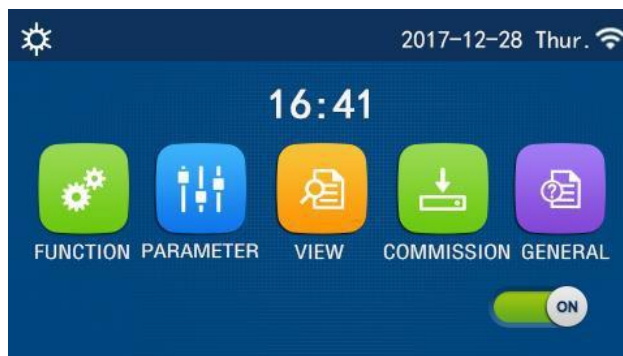 2017-12-28 Thur.
16:41
FUNCTION PARAMETER VIEW COMMISSION GENERAL
ON